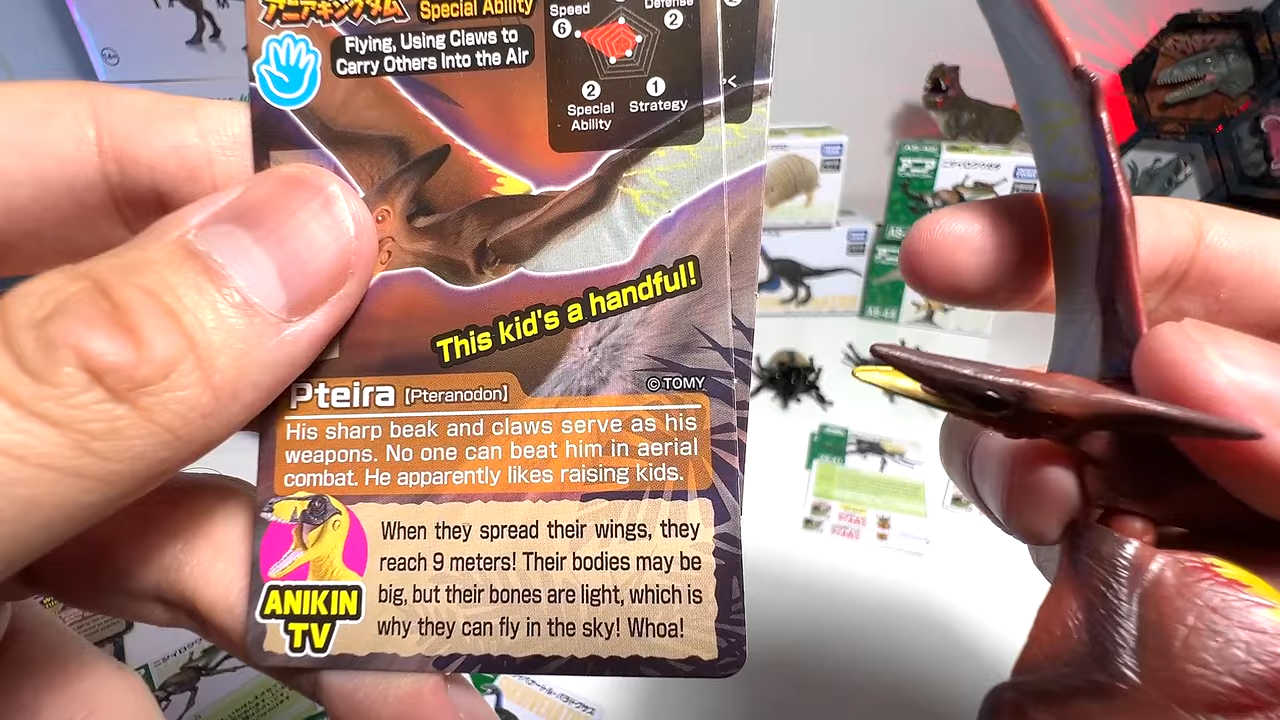 アニアキングダム
Special Ability
Flying, Using Claws to
Carry Others Into the Air
Speed
6
Defense
2
2
Special
Ability
1
Strategy
This kid's a handful!
©TOMY
Pteira [Pteranodon]
His sharp beak and claws serve as his
weapons. No one can beat him in aerial
combat. He apparently likes raising kids.
When they spread their wings, they
reach 9 meters! Their bodies may be
big, but their bones are light, which is
why they can fly in the sky! Whoa!
ANIKIN
TV
アニア